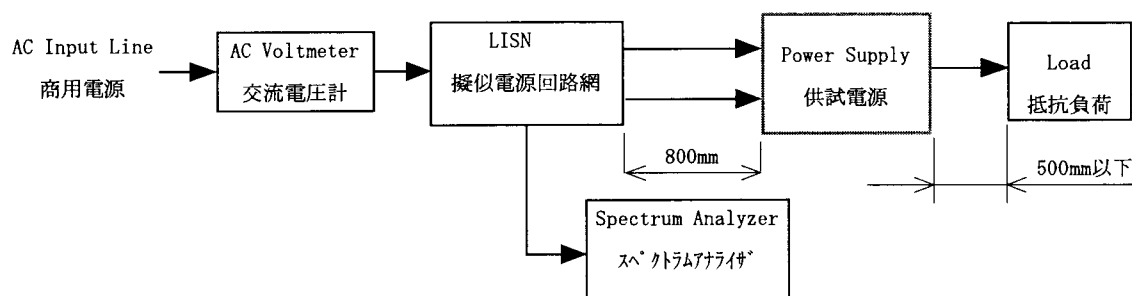 AC Input Line
商用電源
AC Voltmeter
交流電圧計
LISN
擬似電源回路網
Power Supply
供試電源
Load
抵抗負荷
800mm
500mm以下
Spectrum Analyzer
ｽﾍﾟｸﾄﾗﾑｱﾅﾗｲｻﾞ